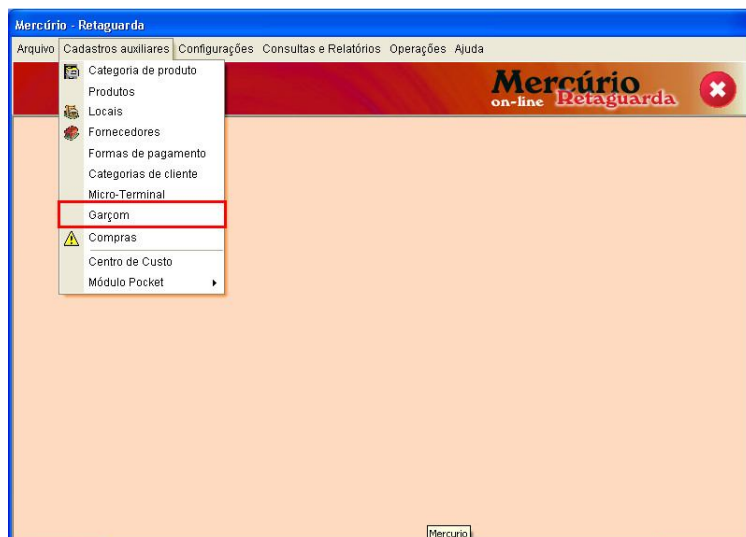 Mercúrio - Retaguarda
Arquivo Cadastros auxiliares Configurações Consultas e Relatórios Operações Ajuda
Mercúrio
on-line Retaguarda
Categoria de produto
Produtos
Locais
Fornecedores
Formas de pagamento
Categorias de cliente
Micro-Terminal
Garçom
Compras
Centro de Custo
Módulo Pocket
Mercurio